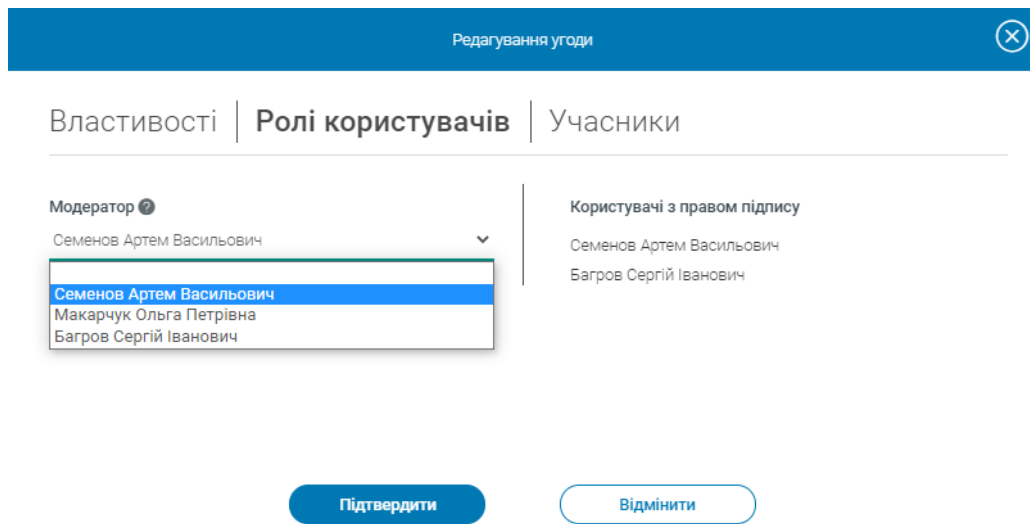 Редагування угоди
Властивості
Ролі користувачів
Учасники
Модератор
Семенов Артем Васильович
Семенов Артем Васильович
Макарчук Ольга Петрівна
Багров Сергій Іванович
Користувачі з правом підпису
Семенов Артем Васильович
Багров Сергій Іванович
Підтвердити
Відмінити